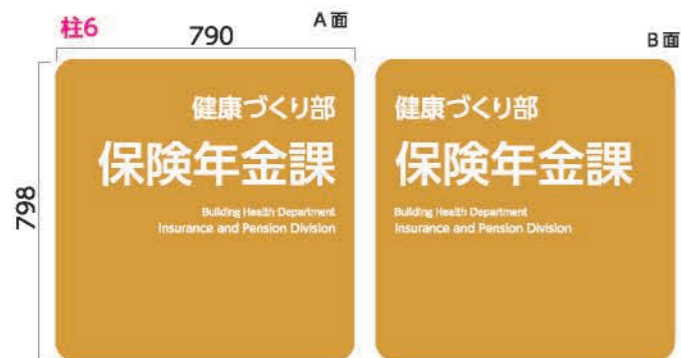 柱6
790
A面
B面
798
健康づくり部
保険年金課
Building Health Department
Insurance and Pension Division
健康づくり部
保険年金課
Building Health Department
Insurance and Pension Division